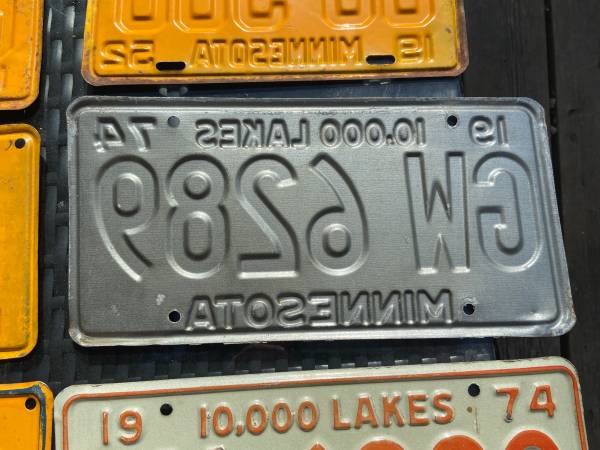 19 MINNESOTA 52
19 10,000 LAKES 74
GW 6289
MINNESOTA
19 10,000 LAKES 74